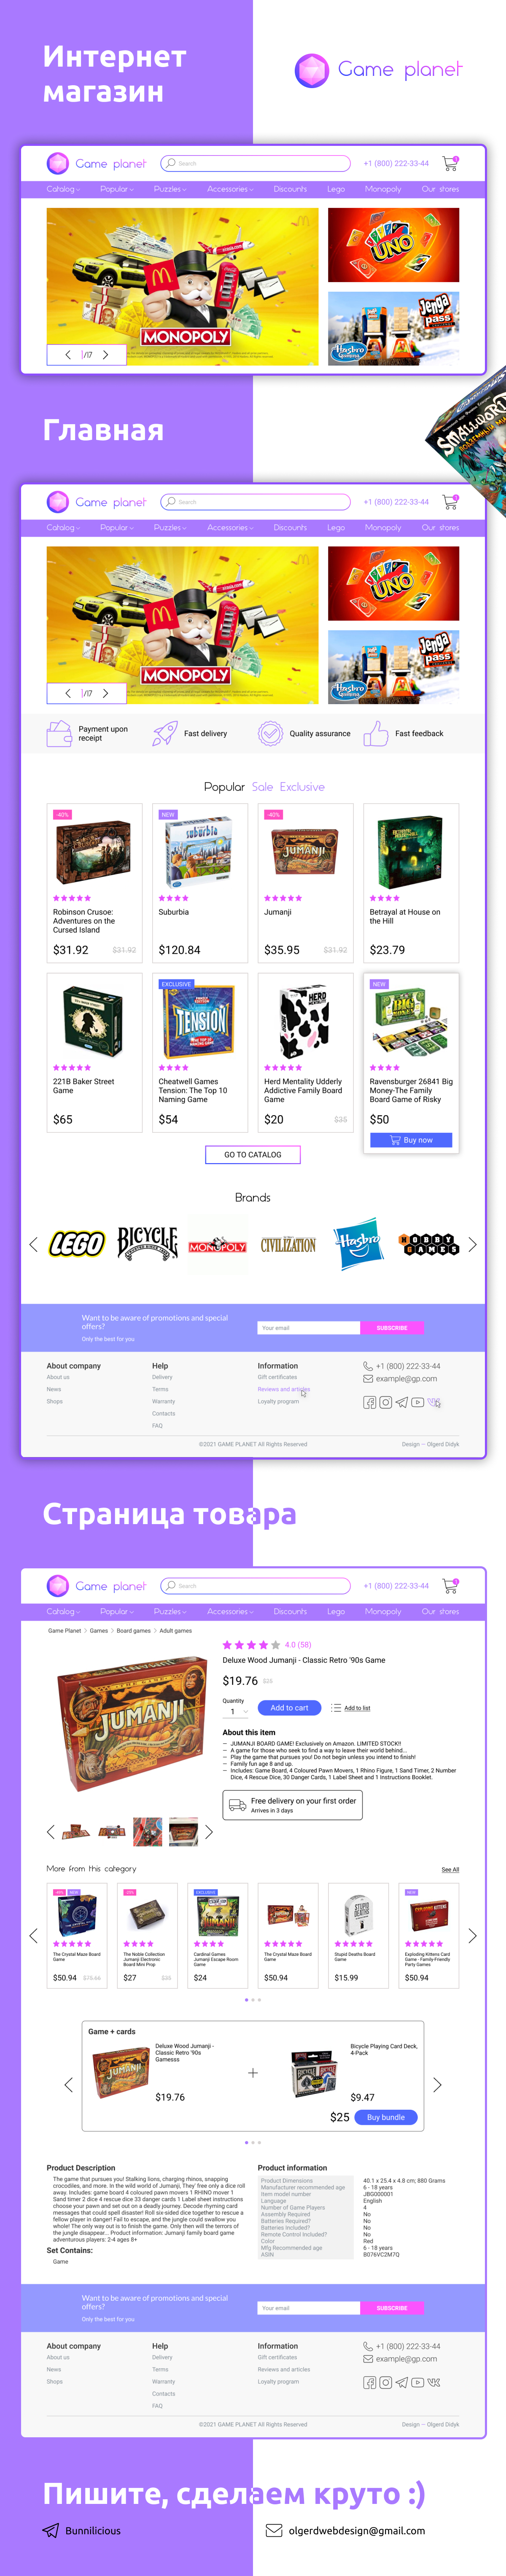 Интернет
магазин
Game planet
Game planet
Search
+1 (800) 222-33-44
Catalog
Popular
Puzzles
Accessories
Discounts
Lego
Monopoly
Our stores
MONOPOLY
UNO
Jenga
pass
Hasbro
Gaming
1/17
Главная
SMALLWORLD
Game planet
Search
+1 (800) 222-33-44
Catalog
Popular
Puzzles
Accessories
Discounts
Lego
Monopoly
Our stores
MONOPOLY
UNO
Jenga
pass
Hasbro
Gaming
1/17
Payment upon
receipt
Fast delivery
Quality assurance
Fast feedback
Popular Sale Exclusive
-40%
Robinson Crusoe:
Adventures on the
Cursed Island
$31.92 $31.92
NEW
suburbia
Suburbia
$120.84
-40%
JUMANJI
Jumanji
$35.95 $31.92
Betrayal at House on
the Hill
$23.79
221B Baker Street
Game
$65
EXCLUSIVE
TENSION
Cheatwell Games
Tension: The Top 10
Naming Game
$54
HERD
MENTALITY
Herd Mentality Udderly
Addictive Family Board
Game
$20 $35
NEW
BIG
MONEY
Ravensburger 26841 Big
Money-The Family
Board Game of Risky
$50
Buy now
GO TO CATALOG
Brands
LEGO
BICYCLE
MONOPOLY
CIVILIZATION
Hasbro
HOBBY
GAMES
Want to be aware of promotions and special
offers?
Only the best for you
Your email
SUBSCRIBE
About company
About us
News
Shops
Help
Delivery
Terms
Warranty
Contacts
FAQ
Information
Gift certificates
Reviews and articles
Loyalty program
+1 (800) 222-33-44
example@gp.com
©2021 GAME PLANET All Rights Reserved
Design — Olgerd Didyk
Страница товара
Game planet
Search
+1 (800) 222-33-44
Catalog
Popular
Puzzles
Accessories
Discounts
Lego
Monopoly
Our stores
Game Planet > Games > Board games > Adult games
JUMANJI
4.0 (58)
Deluxe Wood Jumanji - Classic Retro '90s Game
$19.76 $25
Quantity
1
Add to cart
Add to list
About this item
— JUMANJI BOARD GAME! Exclusively on Amazon. LIMITED STOCK!!
— A game for those who seek to find a way to leave their world behind...
— Play the game that pursues you! Do not begin unless you intend to finish!
— Family fun age 8 and up.
— Includes: Game Board, 4 Coloured Pawn Movers, 1 Rhino Figure, 1 Sand Timer, 2 Number
Dice, 4 Rescue Dice, 30 Danger Cards, 1 Label Sheet and 1 Instructions Booklet.
Free delivery on your first order
Arrives in 3 days
More from this category
See All
NEW
The Crystal Maze Board
Game
$50.94 $79.56
The Noble Collection
Jumanji Electronic
Board Mini Prop
$27 $35
EXCLUSIVE
JUMANJI
Cardinal Games
Jumanji Escape Room
Game
$24
The Crystal Maze Board
Game
$50.94
STUPID
DEATHS
Stupid Deaths Board
Game
$15.99
NEW
EXPLODING KITTENS
Exploding Kittens Card
Game - Family-Friendly
Party Games
$50.94
Game + cards
JUMANJI
Deluxe Wood Jumanji -
Classic Retro '90s
Gamesss
$19.76
Bicycle Playing Card Deck,
4-Pack
$9.47
$25
Buy bundle
Product Description
The game that pursues you! Stalking lions, charging rhinos, snapping
crocodiles, and more. In the wild world of Jumanji, They' free only a dice roll
away. Includes: game board 4 coloured pawn movers 1 RHINO mover 1
Sand timer 2 dice 4 rescues dice 33 danger cards 1 Label sheet instructions
choose your pawn and set out on a deadly journey. Decode rhyming card
messages that could spell disaster! Roll six-sided dice together to rescue a
fellow player in danger! Fail to escape, and the jungle could swallow you
whole! The only way out is to finish the game. Only then will the terrors of
the jungle disappear... Product information: Jumanji family board game
adventurous players: 2-4 ages 8+
Set Contains:
Game
Product information
Product Dimensions 40.1 x 25.4 x 4.8 cm; 880 Grams
Manufacturer recommended age 6 - 18 years
Item model number JBG000001
Language English
Number of Game Players 4
Assembly Required No
Batteries Required? No
Batteries Included? No
Remote Control Included? No
Color Red
Mfg Recommended age 6 - 18 years
ASIN B076VC2M7Q
Want to be aware of promotions and special
offers?
Only the best for you
Your email
SUBSCRIBE
About company
About us
News
Shops
Help
Delivery
Terms
Warranty
Contacts
FAQ
Information
Gift certificates
Reviews and articles
Loyalty program
+1 (800) 222-33-44
example@gp.com
©2021 GAME PLANET All Rights Reserved
Design — Olgerd Didyk
Пишите, сделаем круто :)
Bunnilicious
olgerdwebdesign@gmail.com